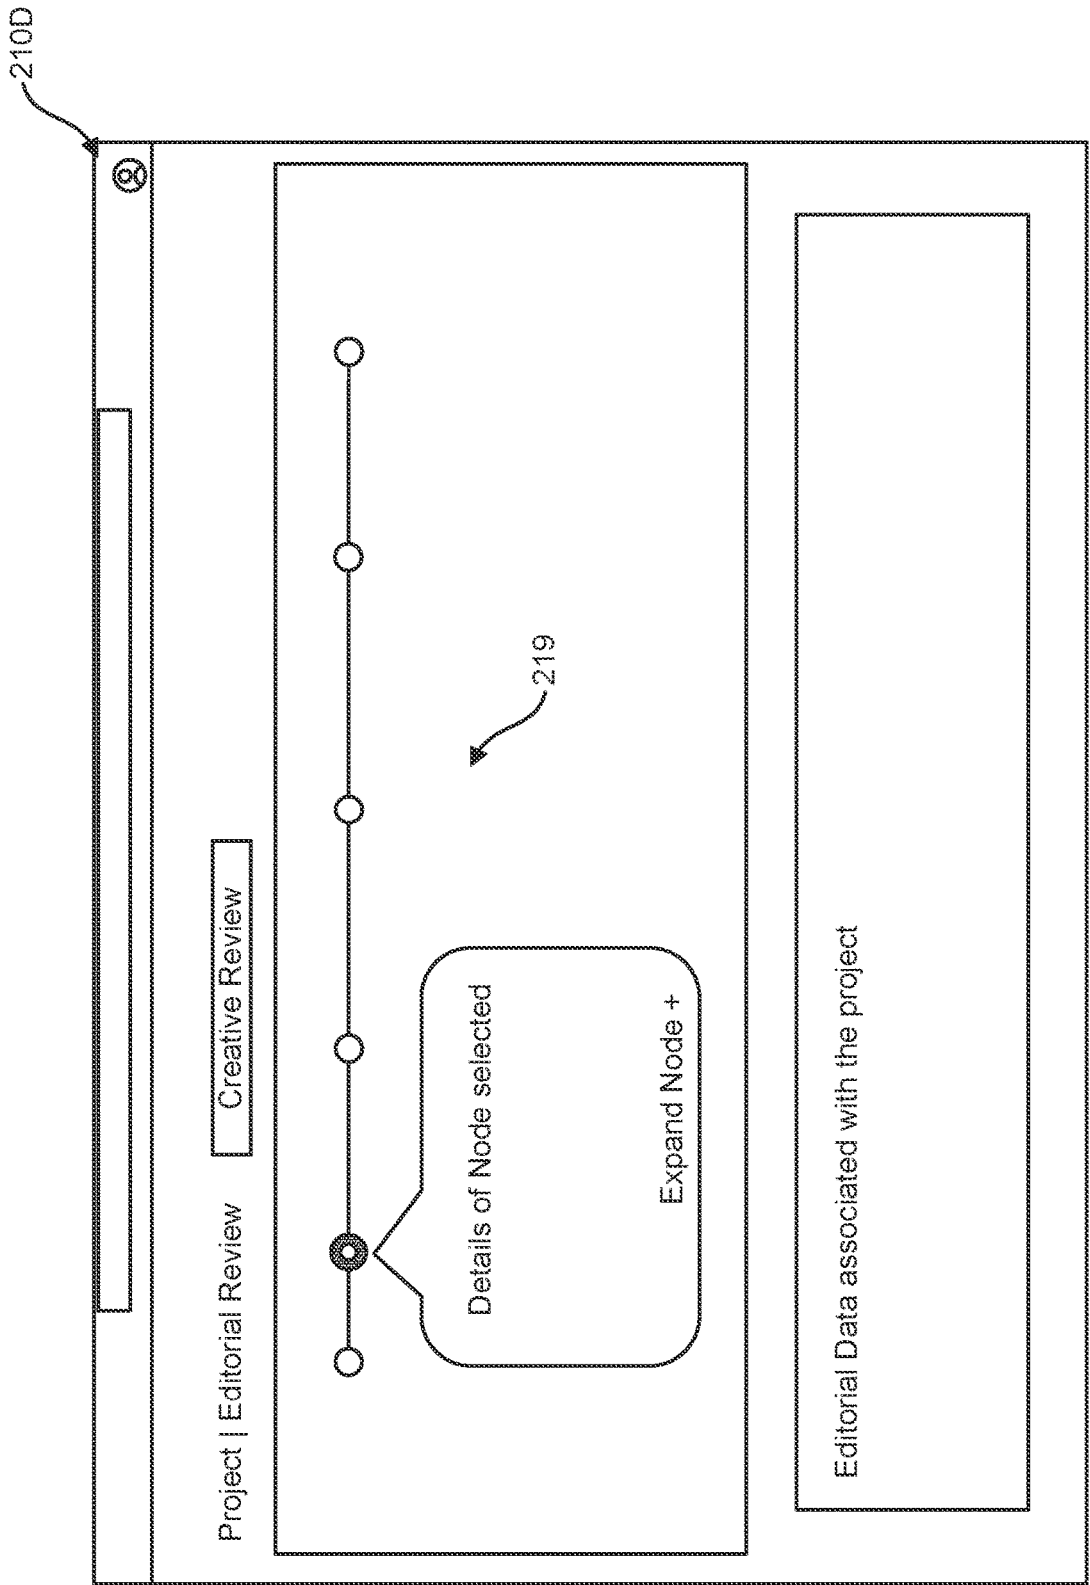 210D
Project | Editorial Review
Creative Review
219
Details of Node selected
Expand Node +
Editorial Data associated with the project